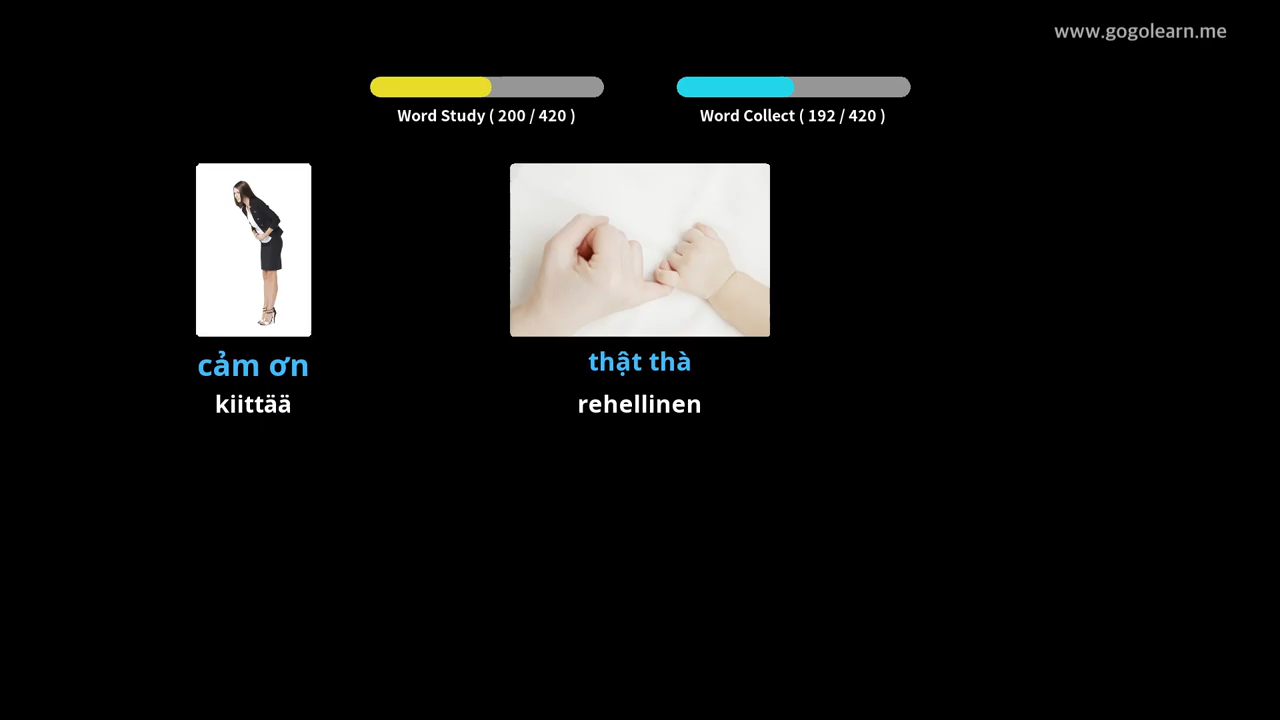 www.gogolearn.me
Word Study ( 200 / 420 )
Word Collect ( 192 / 420 )
cảm ơn
kiittää
thật thà
rehellinen